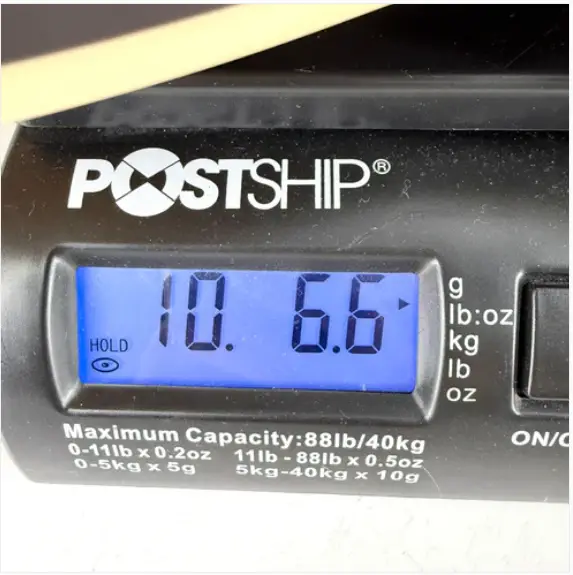 POSTSHIP®
10. 6.6
HOLD
g
lb:oz
kg
lb
oz
Maximum Capacity:88lb/40kg
0-11lb x 0.2oz 11lb - 88lb x 0.5oz
0-5kg x 5g 5kg-40kg x 10g